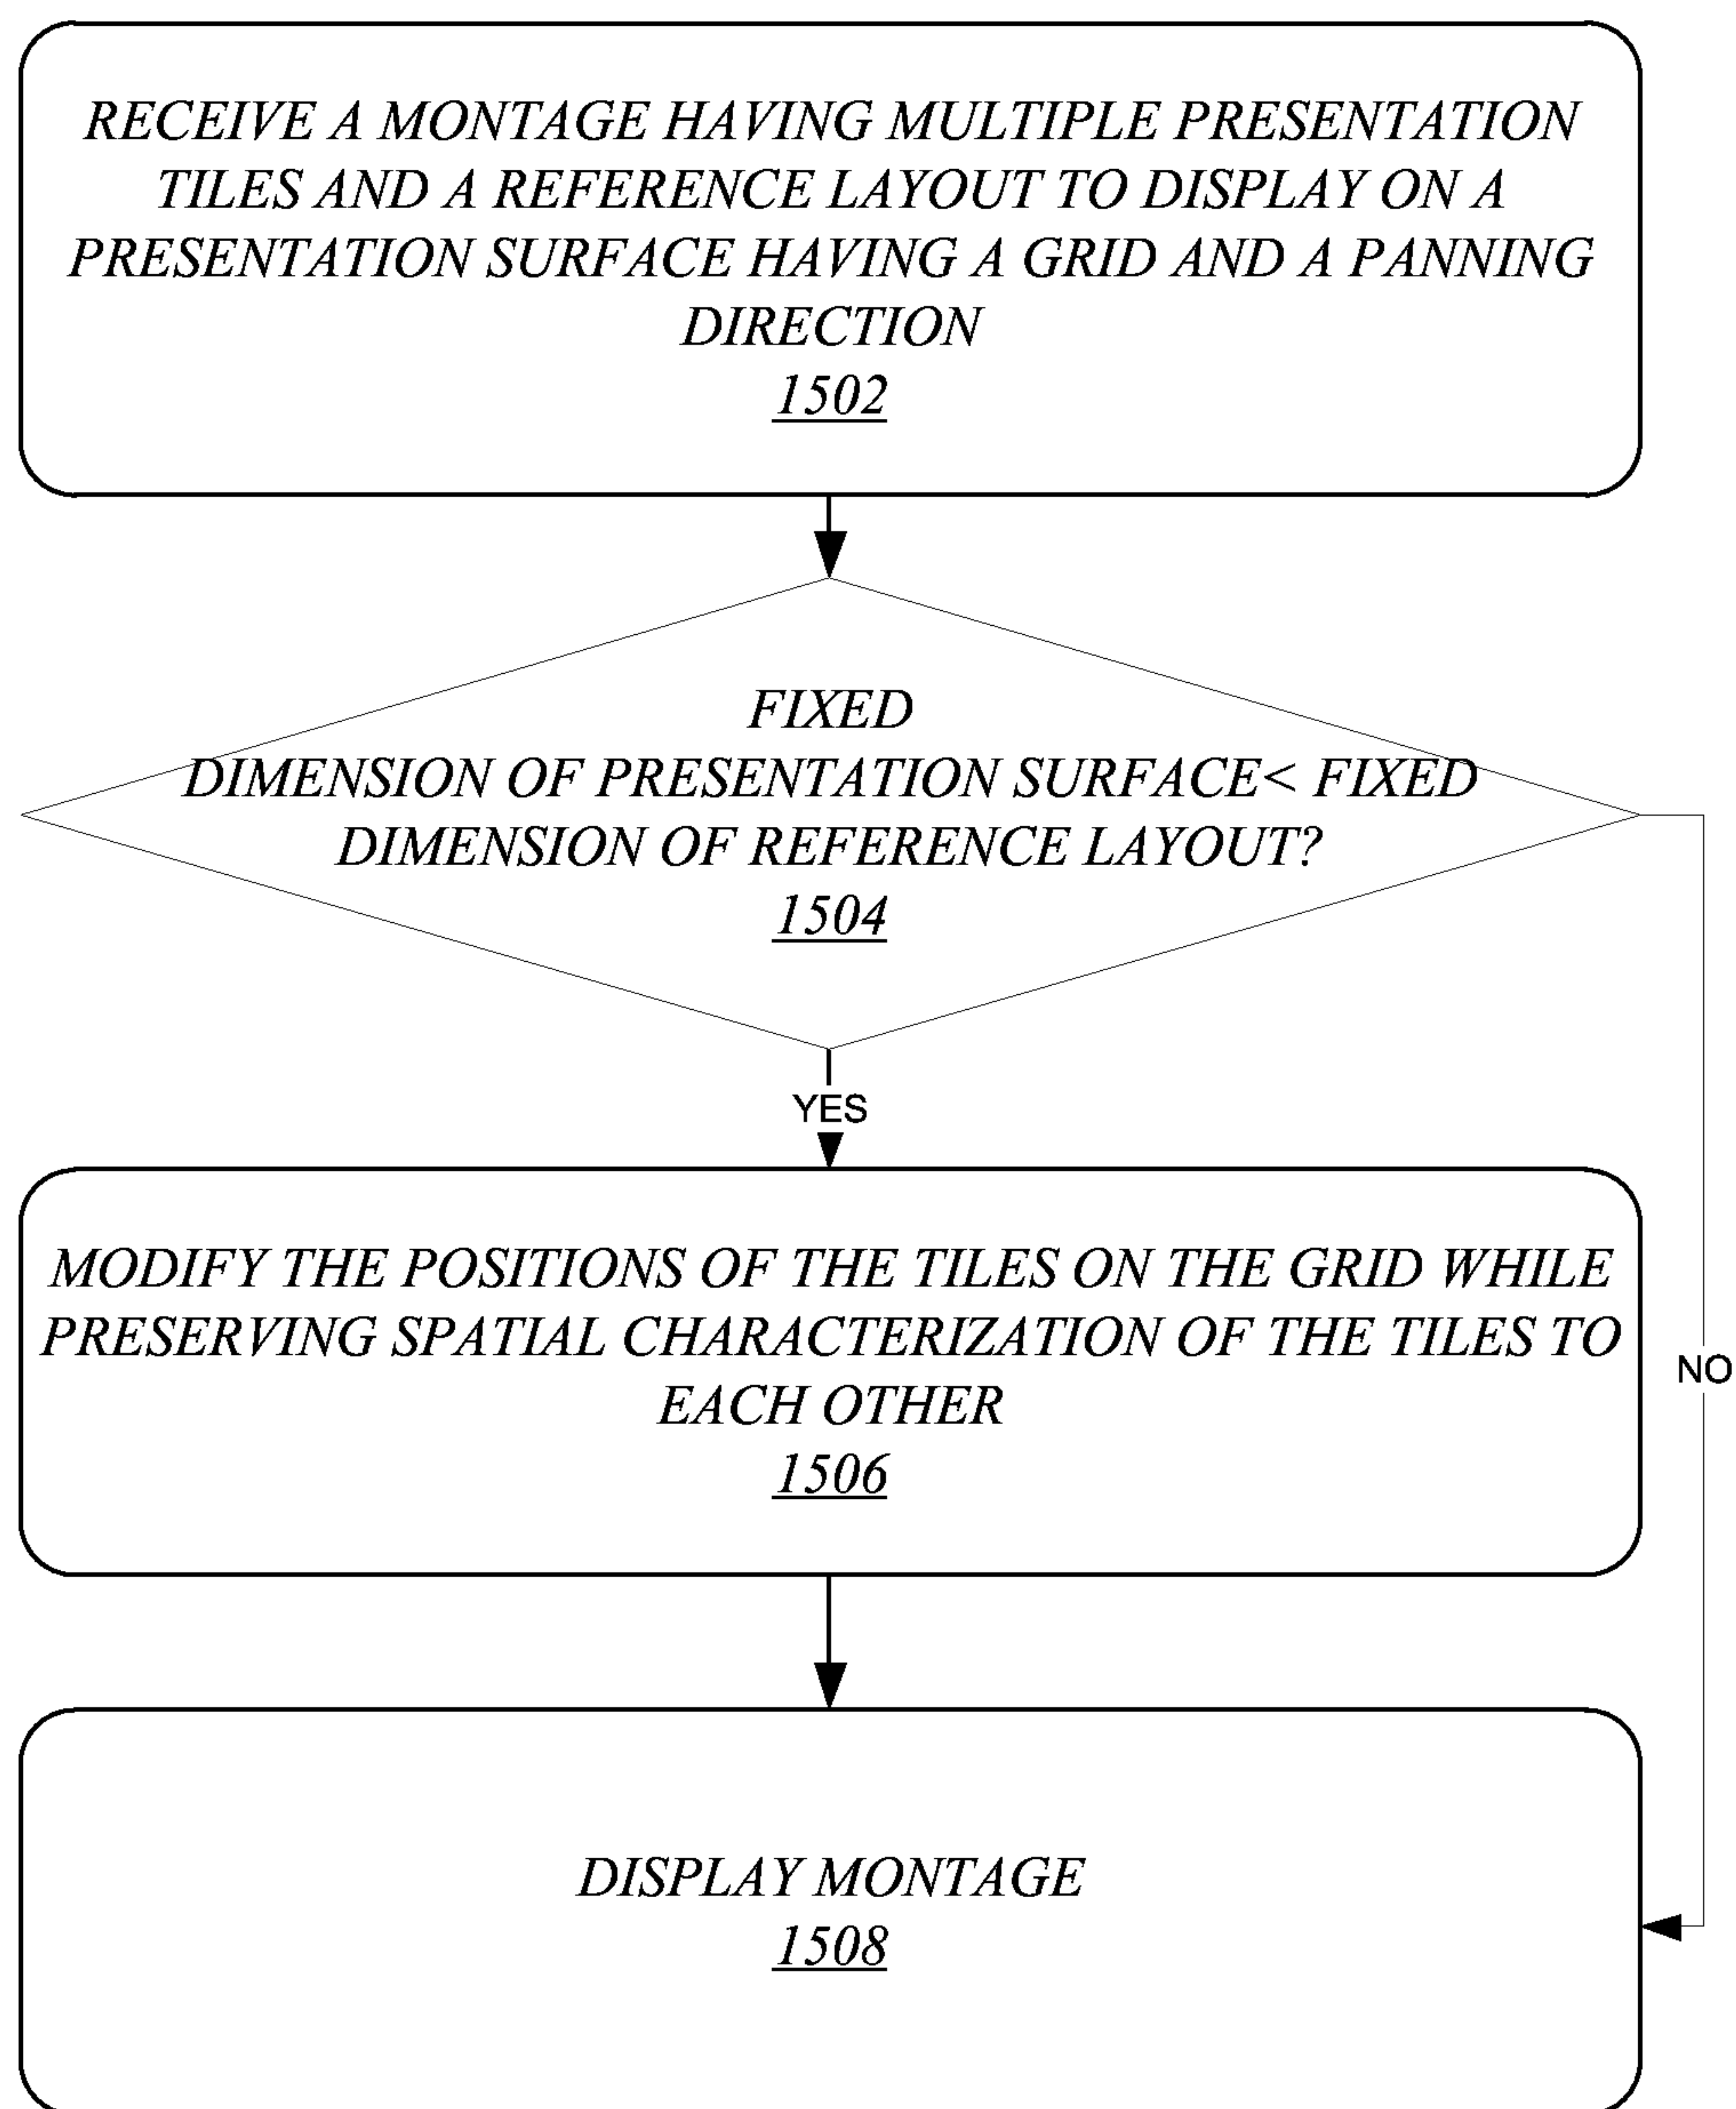 RECEIVE A MONTAGE HAVING MULTIPLE PRESENTATION
TILES AND A REFERENCE LAYOUT TO DISPLAY ON A
PRESENTATION SURFACE HAVING A GRID AND A PANNING
DIRECTION
1502
FIXED
DIMENSION OF PRESENTATION SURFACE< FIXED
DIMENSION OF REFERENCE LAYOUT?
1504
YES
MODIFY THE POSITIONS OF THE TILES ON THE GRID WHILE
PRESERVING SPATIAL CHARACTERIZATION OF THE TILES TO
EACH OTHER
1506
NO
DISPLAY MONTAGE
1508